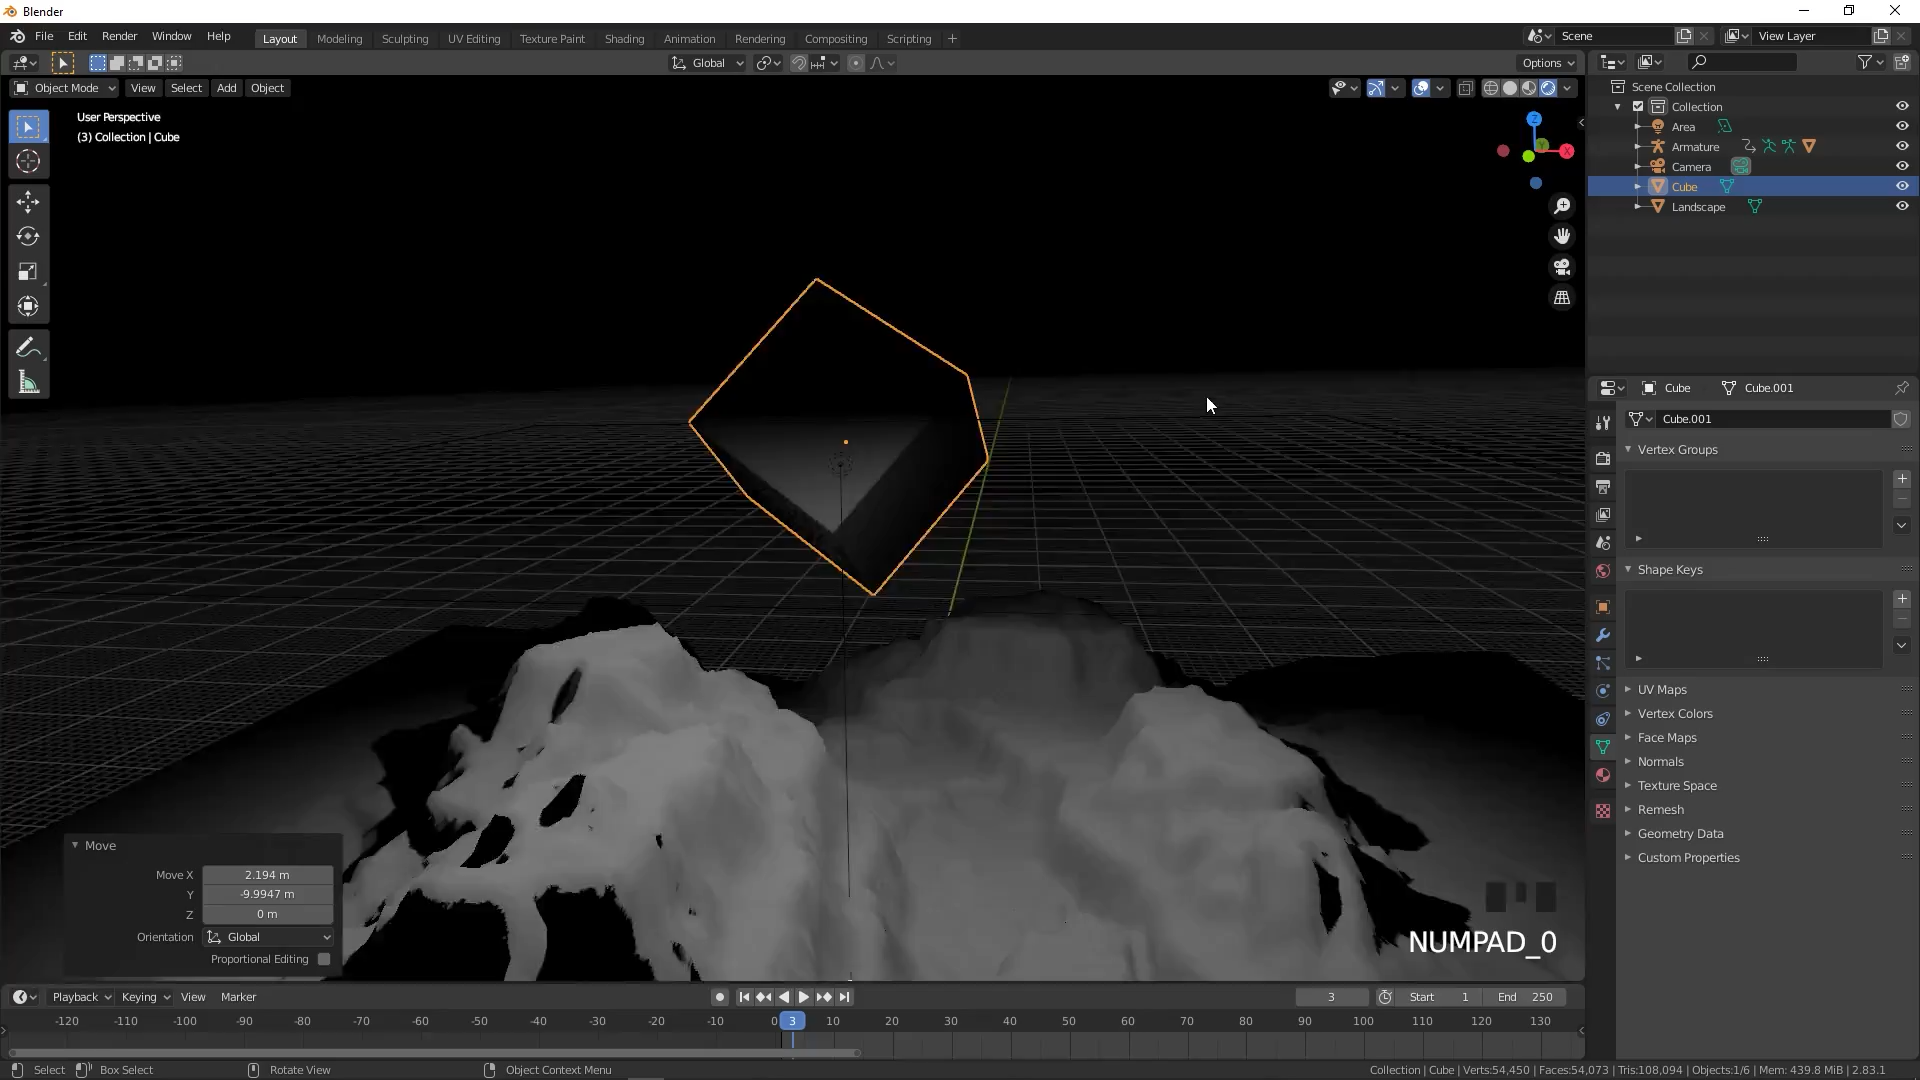 Blender
File Edit Render Window Help
Layout Modeling Sculpting UV Editing Texture Paint Shading Animation Rendering Compositing Scripting +
Scene
View Layer
Global
Options
Object Mode View Select Add Object
User Perspective
(3) Collection | Cube
Z
Y
X
Scene Collection
Collection
Area
Armature
Camera
Cube
Landscape
Cube Cube.001
Cube.001
Vertex Groups
Shape Keys
UV Maps
Vertex Colors
Face Maps
Normals
Texture Space
Remesh
Geometry Data
Custom Properties
Move
Move X 2.194 m
Y -9.9947 m
Z 0 m
Orientation Global
Proportional Editing
NUMPAD_0
Playback Keying View Marker
3 Start 1 End 250
-120 -110 -100 -90 -80 -70 -60 -50 -40 -30 -20 -10 0 3 10 20 30 40 50 60 70 80 90 100 110 120 130
Select Box Select Rotate View Object Context Menu
Collection | Cube | Verts:54,450 | Faces:54,073 | Tris:108,094 | Objects:1/6 | Mem: 439.8 MiB | 2.83.1